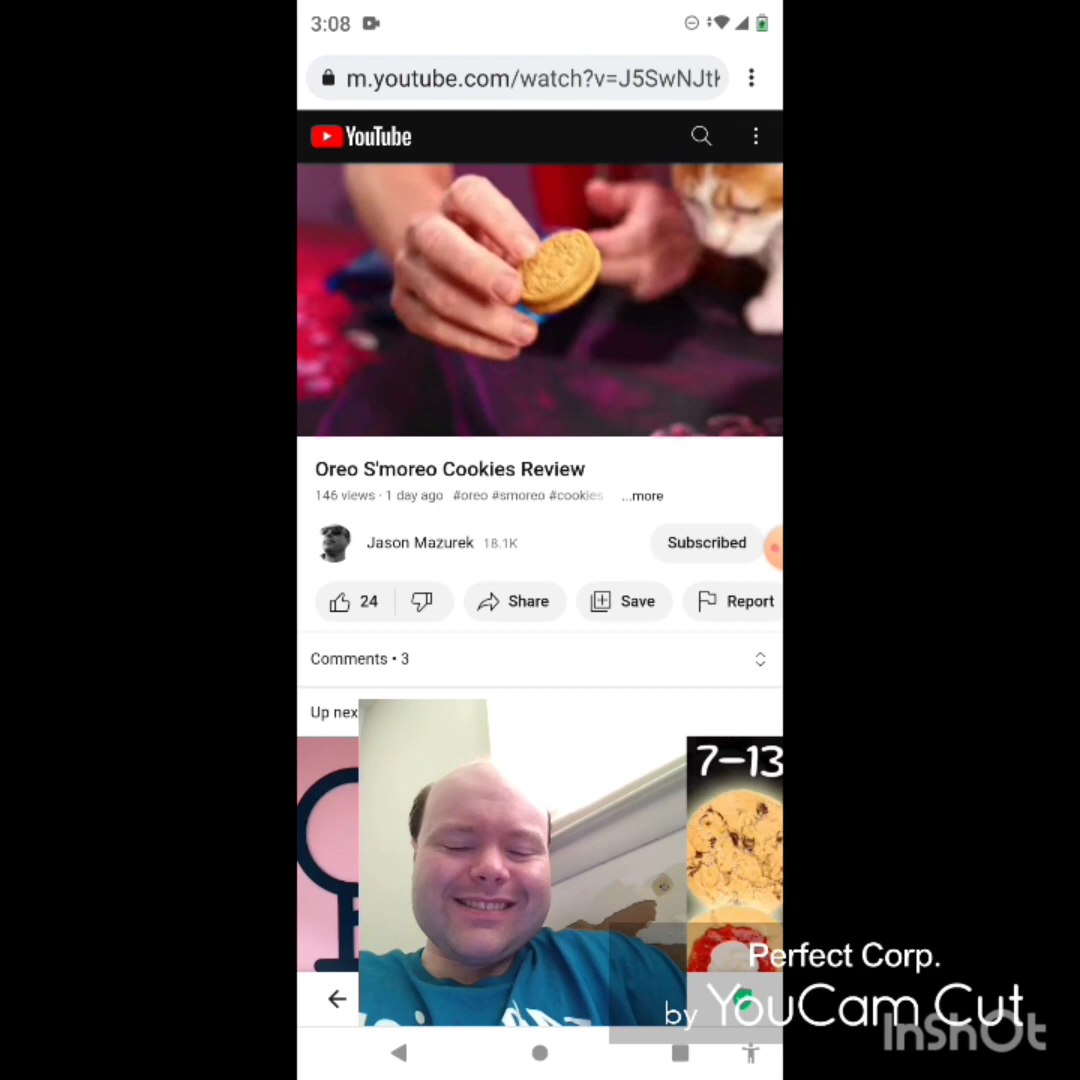 3:08
m.youtube.com/watch?v=J5SwNJtk
YouTube
Oreo S'moreo Cookies Review
146 views · 1 day ago #oreo #smoreo #cookies ...more
Jason Mazurek 18.1K Subscribed
24 Share Save Report
Comments • 3
Up nex
7-13
Perfect Corp.
by YouCam Cut
InShOt